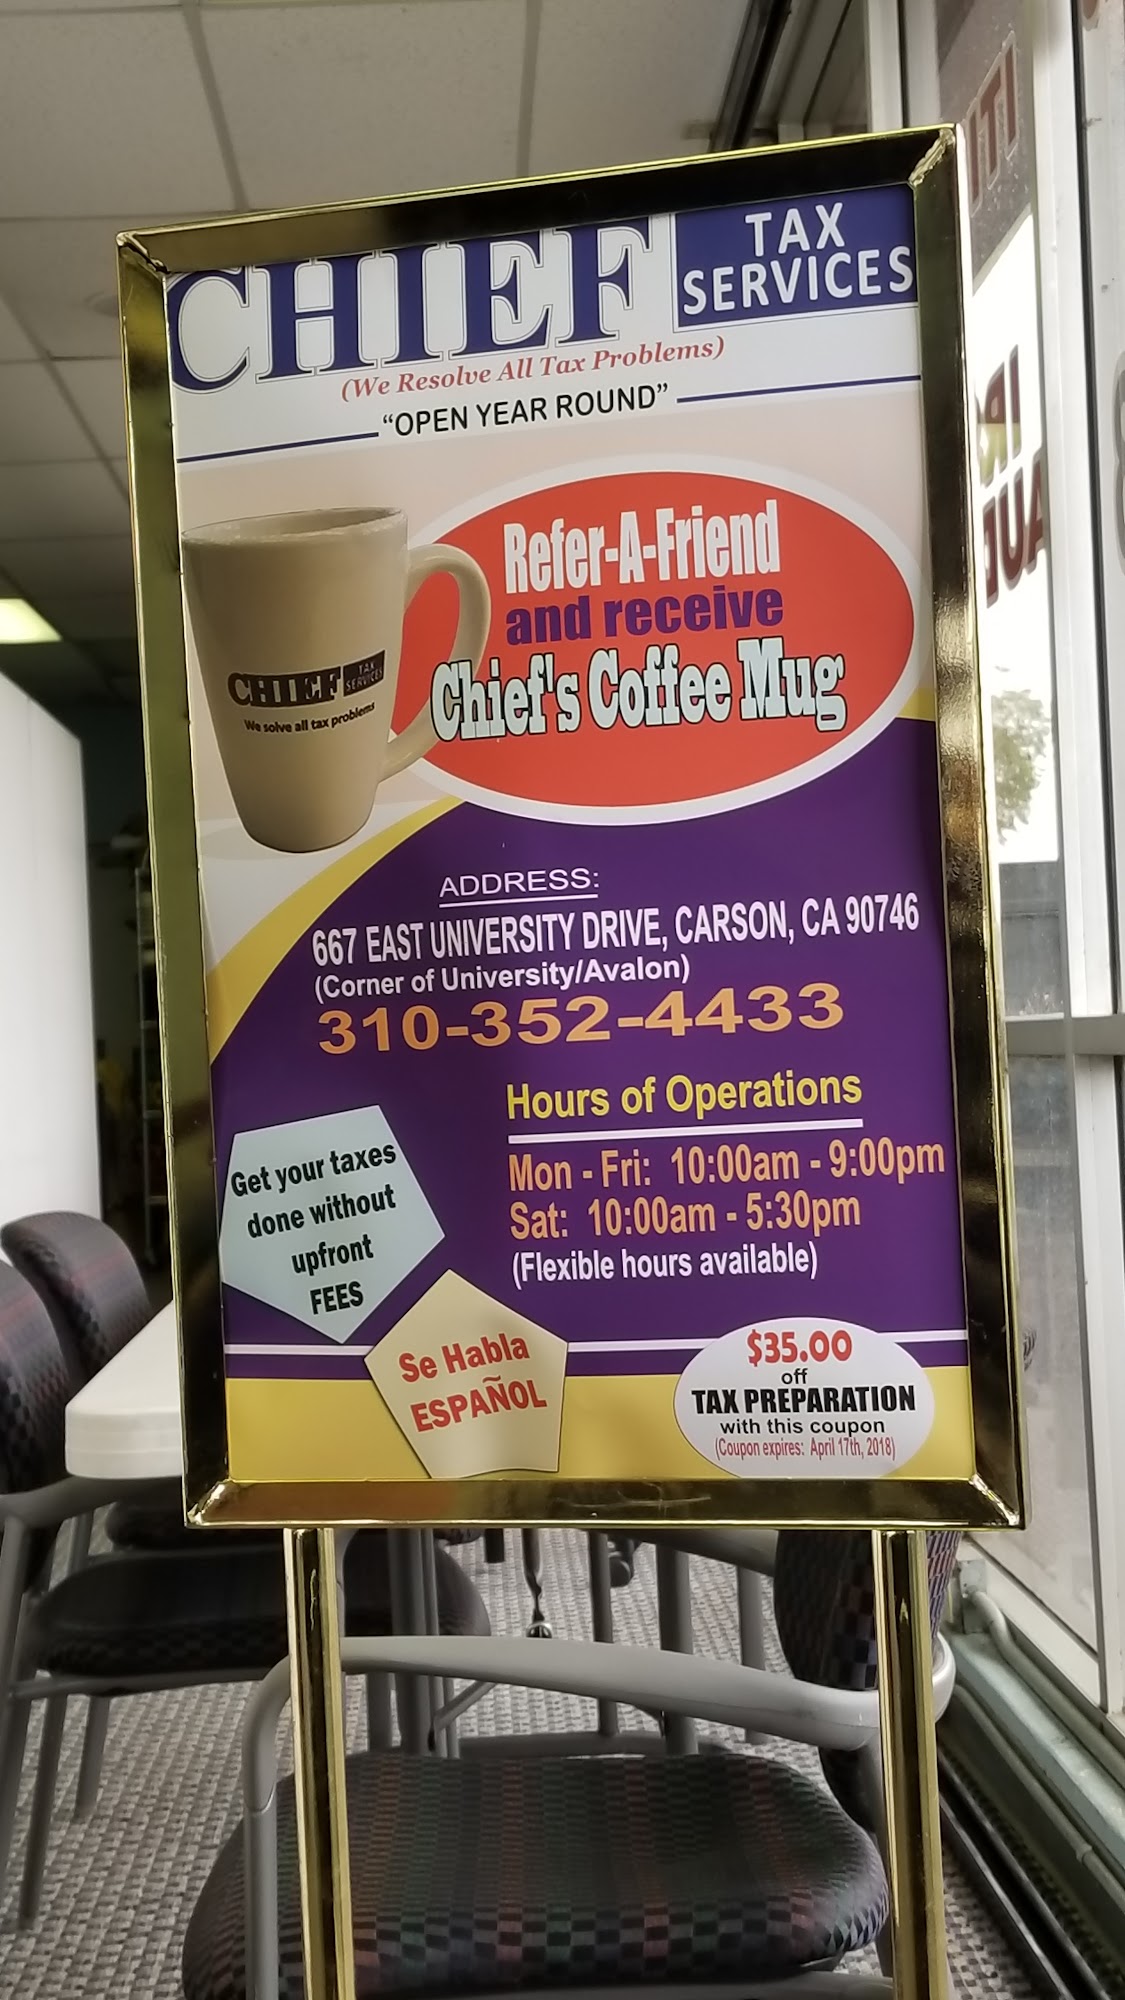 CHIEF TAX SERVICES
(We Resolve All Tax Problems)
"OPEN YEAR ROUND"
Refer-A-Friend
and receive
Chief's Coffee Mug
CHIEF TAX SERVICES
We solve all tax problems
ADDRESS:
667 EAST UNIVERSITY DRIVE, CARSON, CA 90746
(Corner of University/Avalon)
310-352-4433
Hours of Operations
Mon - Fri: 10:00am - 9:00pm
Sat: 10:00am - 5:30pm
(Flexible hours available)
Get your taxes
done without
upfront
FEES
Se Habla
ESPAÑOL
$35.00
off
TAX PREPARATION
with this coupon
(Coupon expires: April 17th, 2018)